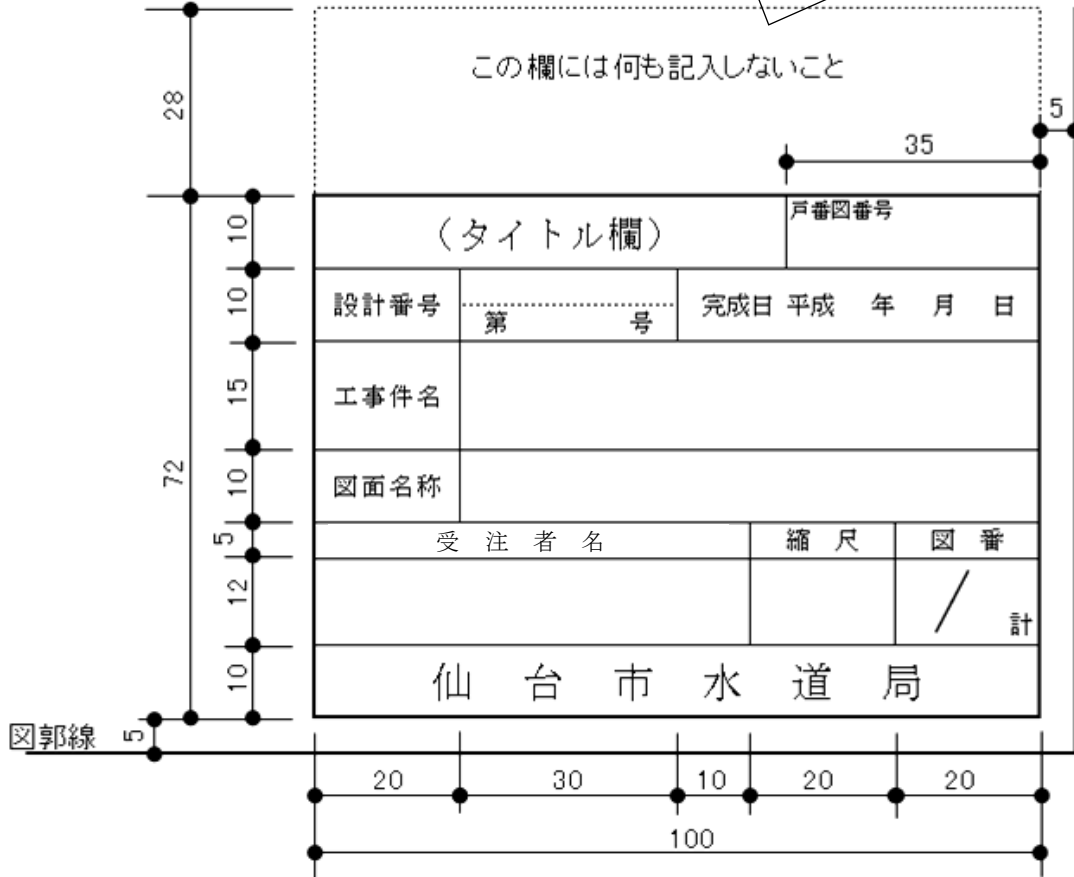 この欄には何も記入しないこと
28
5
35
(タイトル欄)
戸番図番号
10
設計番号
第 号
完成日 平成 年 月 日
10
工事件名
15
72
図面名称
10
受 注 者 名
縮 尺
図 番
5
12
/ 計
仙 台 市 水 道 局
10
図郭線
5
20
30
10
20
20
100